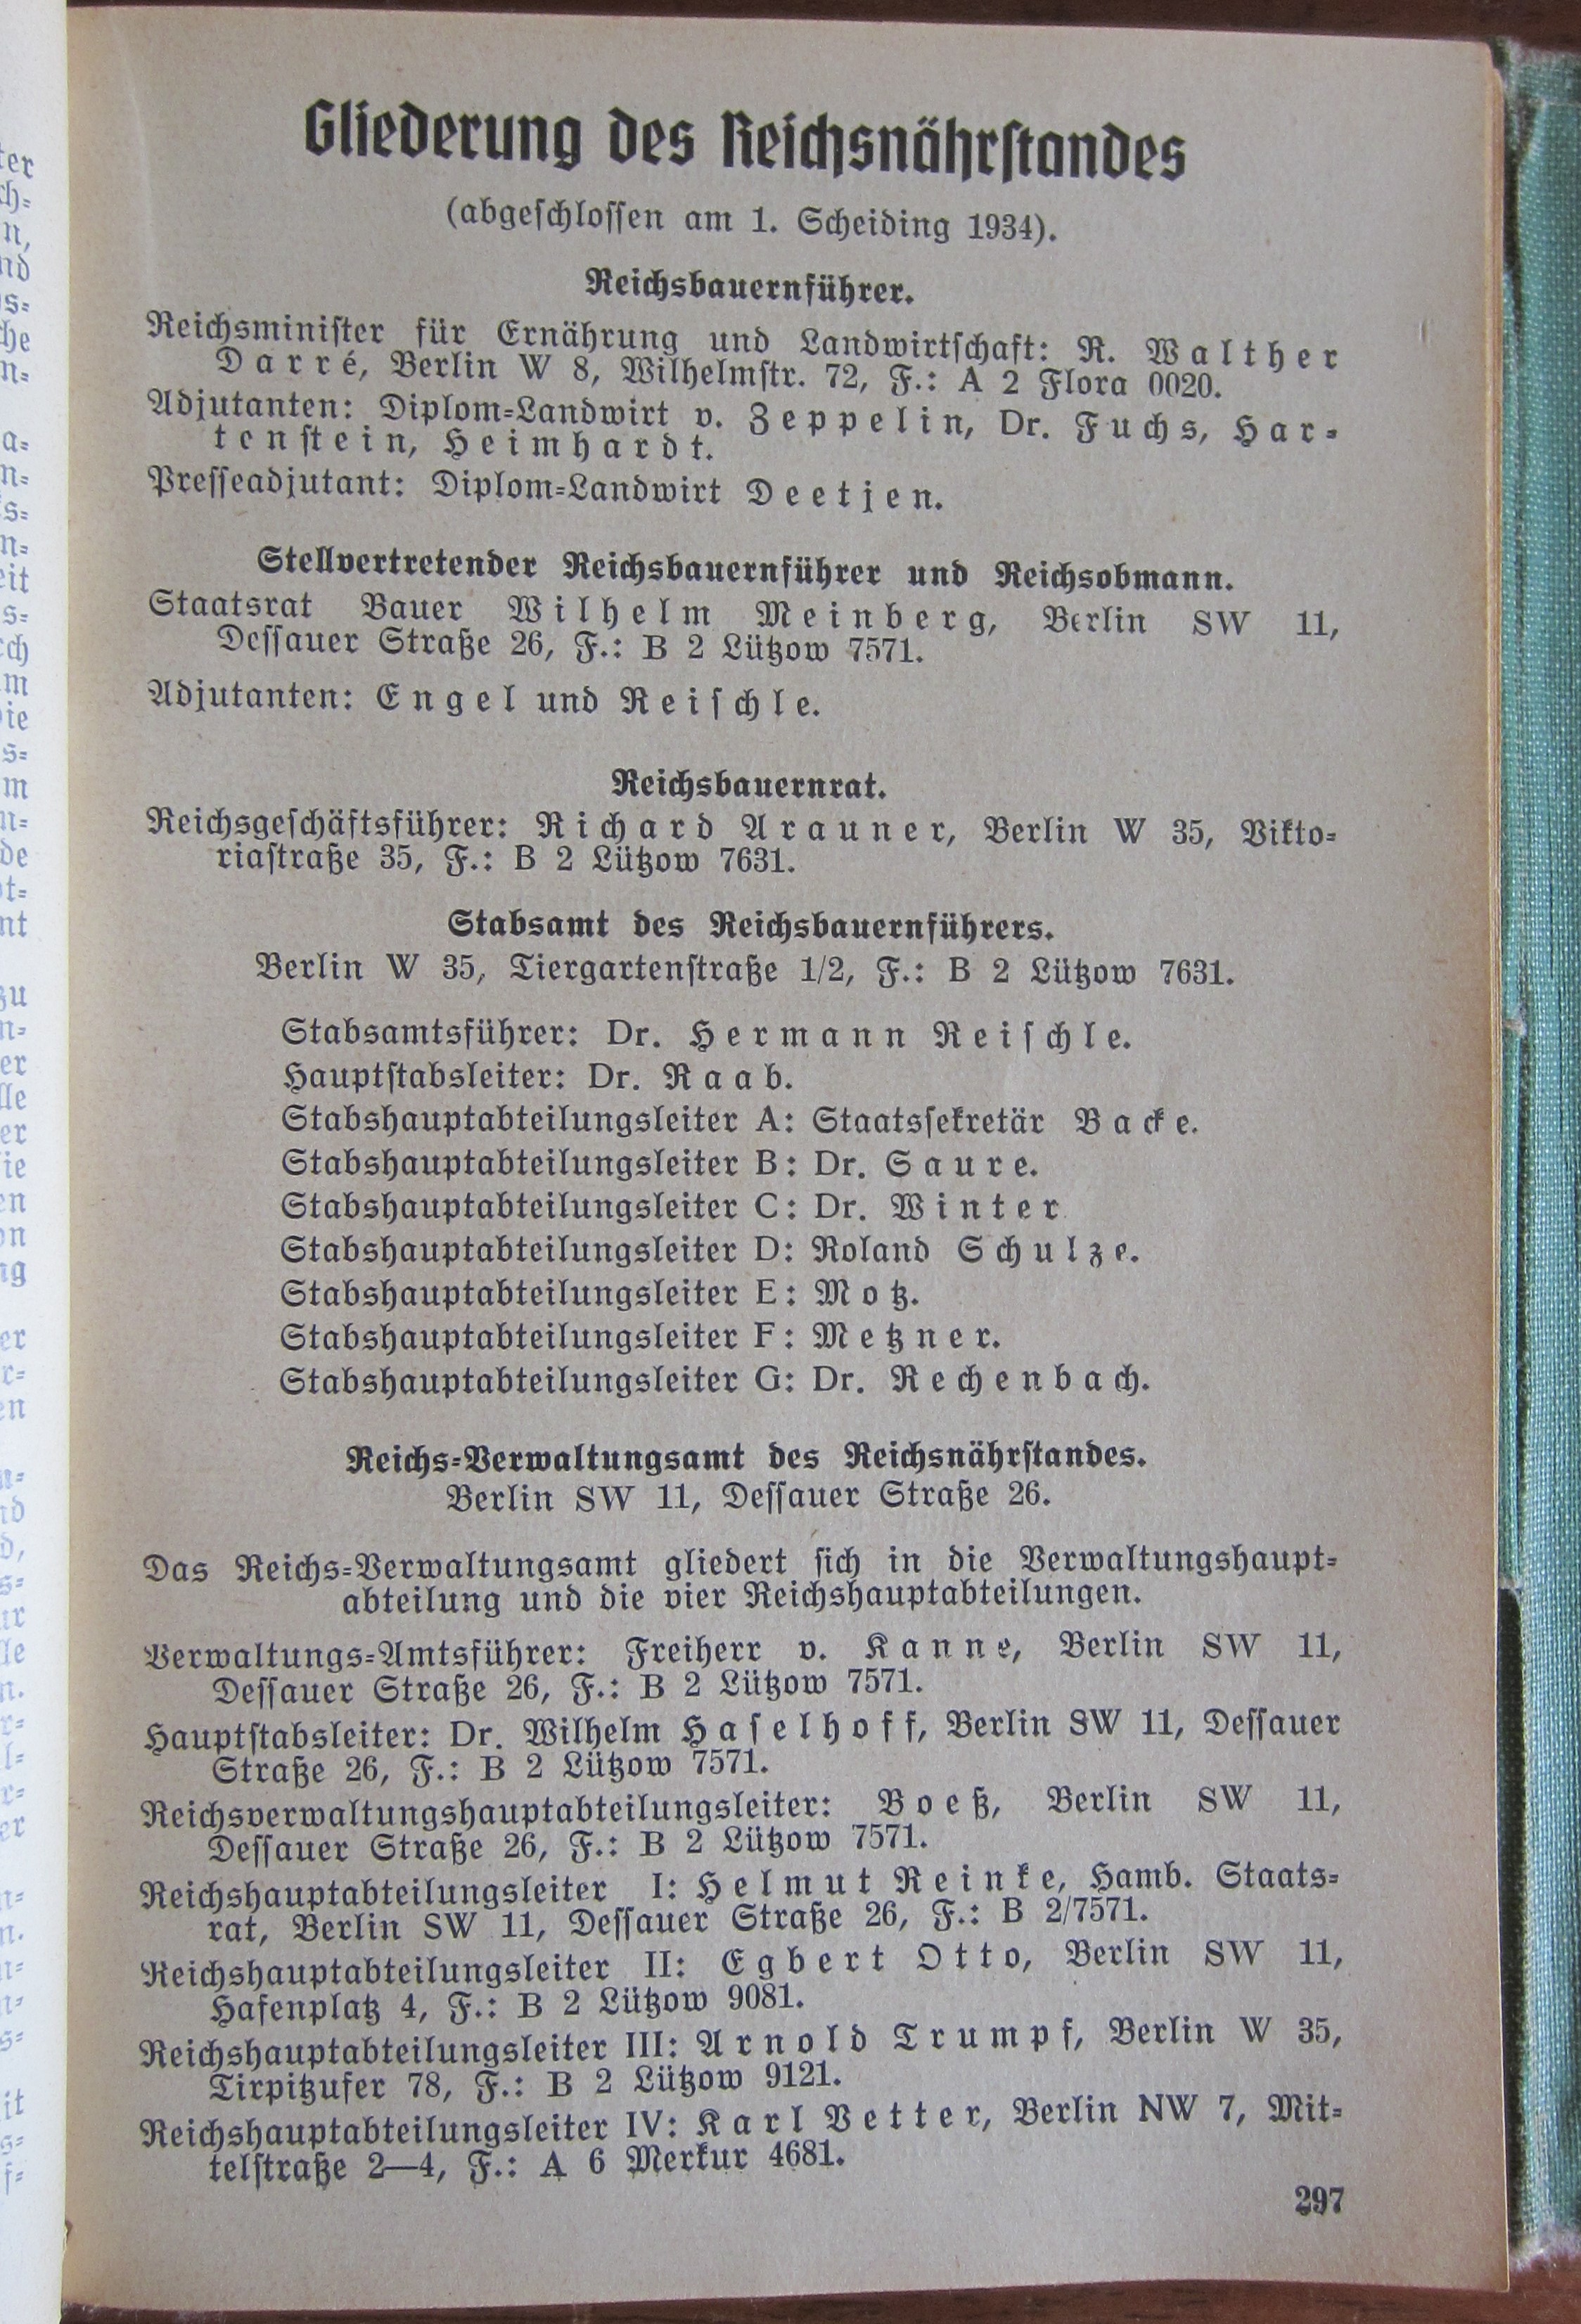 Gliederung des Reichsnährstandes
(abgeschlossen am 1. Scheiding 1934).
Reichsbauernführer.
Reichsminister für Ernährung und Landwirtschaft: R. Walther
Darré, Berlin W 8, Wilhelmstr. 72, F.: A 2 Flora 0020.
Adjutanten: Diplom-Landwirt v. Zeppelin, Dr. Fuchs, Har-
tenstein, Heimhardt.
Presseadjutant: Diplom-Landwirt Deetjen.
Stellvertretender Reichsbauernführer und Reichsobmann.
Staatsrat Bauer Wilhelm Meinberg, Berlin SW 11,
Dessauer Straße 26, F.: B 2 Lützow 7571.
Adjutanten: Engel und Reischle.
Reichsbauernrat.
Reichsgeschäftsführer: Richard Arauner, Berlin W 35, Vikto-
riastraße 35, F.: B 2 Lützow 7631.
Stabsamt des Reichsbauernführers.
Berlin W 35, Tiergartenstraße 1/2, F.: B 2 Lützow 7631.
Stabsamtsführer: Dr. Hermann Reischle.
Hauptstabsleiter: Dr. Raab.
Stabshauptabteilungsleiter A: Staatssekretär Backe.
Stabshauptabteilungsleiter B: Dr. Saure.
Stabshauptabteilungsleiter C: Dr. Winter
Stabshauptabteilungsleiter D: Roland Schulze.
Stabshauptabteilungsleiter E: Motz.
Stabshauptabteilungsleiter F: Metzner.
Stabshauptabteilungsleiter G: Dr. Rechenbach.
Reichs-Verwaltungsamt des Reichsnährstandes.
Berlin SW 11, Dessauer Straße 26.
Das Reichs-Verwaltungsamt gliedert sich in die Verwaltungshaupt-
abteilung und die vier Reichshauptabteilungen.
Verwaltungs-Amtsführer: Freiherr v. Kanne, Berlin SW 11,
Dessauer Straße 26, F.: B 2 Lützow 7571.
Hauptstabsleiter: Dr. Wilhelm Haselhoff, Berlin SW 11, Dessauer
Straße 26, F.: B 2 Lützow 7571.
Reichsverwaltungshauptabteilungsleiter: Boeß, Berlin SW 11,
Dessauer Straße 26, F.: B 2 Lützow 7571.
Reichshauptabteilungsleiter I: Helmut Reinke, Hamb. Staats-
rat, Berlin SW 11, Dessauer Straße 26, F.: B 2/7571.
Reichshauptabteilungsleiter II: Egbert Otto, Berlin SW 11,
Hafenplatz 4, F.: B 2 Lützow 9081.
Reichshauptabteilungsleiter III: Arnold Trumpf, Berlin W 35,
Tirpitzufer 78, F.: B 2 Lützow 9121.
Reichshauptabteilungsleiter IV: Karl Vetter, Berlin NW 7, Mit-
telstraße 2—4, F.: A 6 Merkur 4681.
297